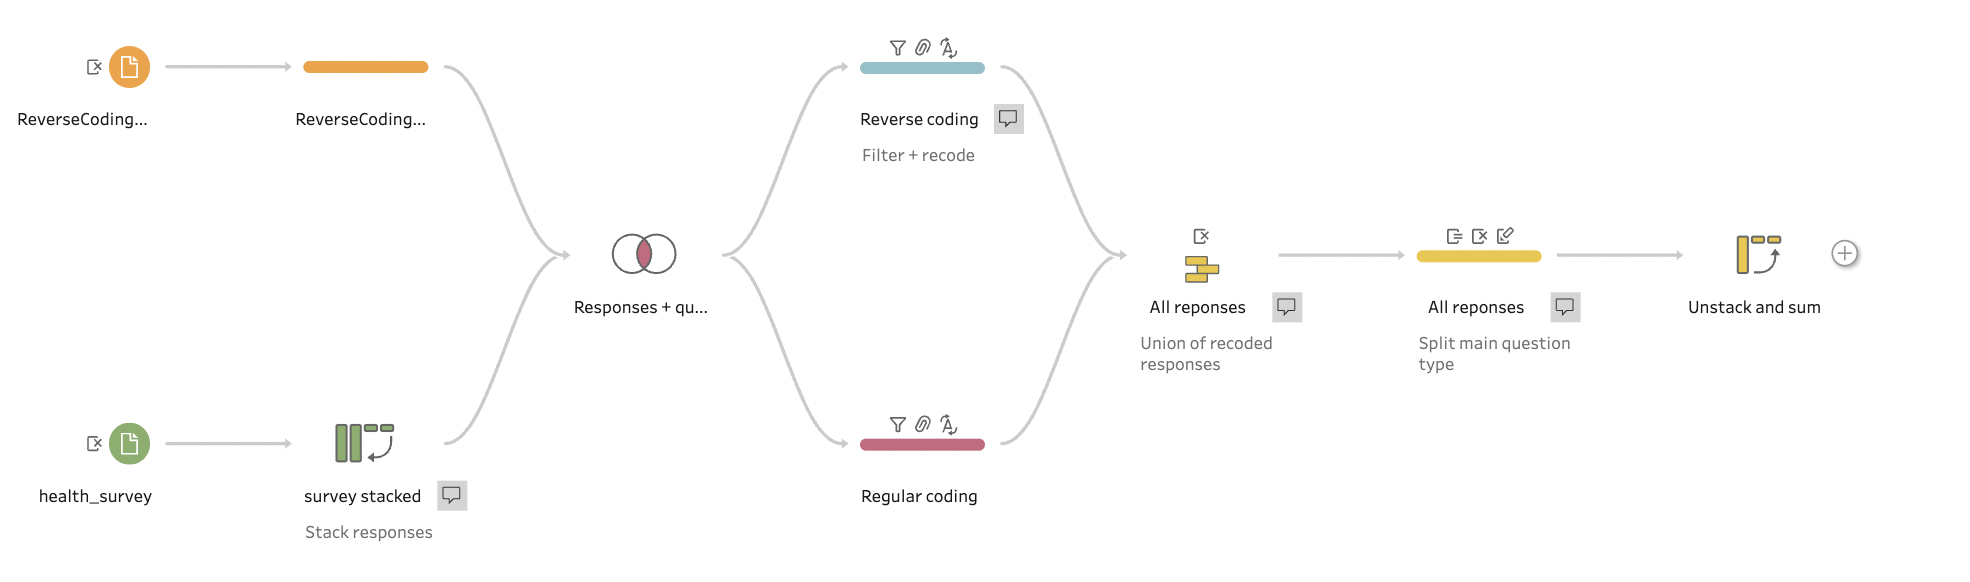 ReverseCoding...
ReverseCoding...
Reverse coding
Filter + recode
Responses + qu...
All reponses
Union of recoded
responses
All reponses
Split main question
type
Unstack and sum
health_survey
survey stacked
Stack responses
Regular coding